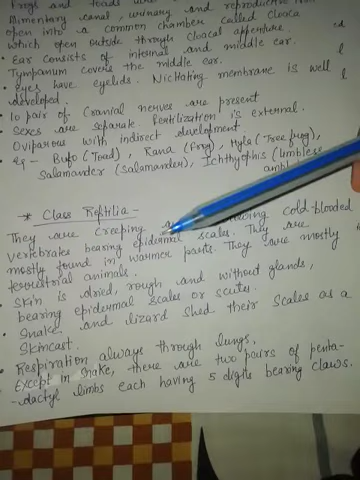 Frogs and toads
Alimentary canal, urinary and reproductive
open into a common chamber called Cloaca
which open outside through cloacal apperture.
• Ear consists of internal and middle ear.
Tympanum covers the middle ear.
• Eyes have eyelids. Nictitating membrane is well
developed.
• 10 pair of Cranial nerves are present
• Sexes are separate. Fertilization is external.
Oviparous with indirect development.
• eg - Bufo (Toad), Rana (Frog), Hyla (Tree frog),
Salamander (Salamander), Ichthyophis (limbless
* Class Reptilia -
They are creeping cold-blooded
vertebrates bearing epidermal scales. They are
mostly found in warmer parts. They are mostly
terrestrial animals.
• Skin is dried, rough and without glands,
bearing epidermal scales or scutes.
• Snake and lizard shed their scales as a
Skincast.
• Respiration always through lungs.
• Except in snake, there are two pairs of penta-
-dactyl limbs each having 5 digits bearing claws.